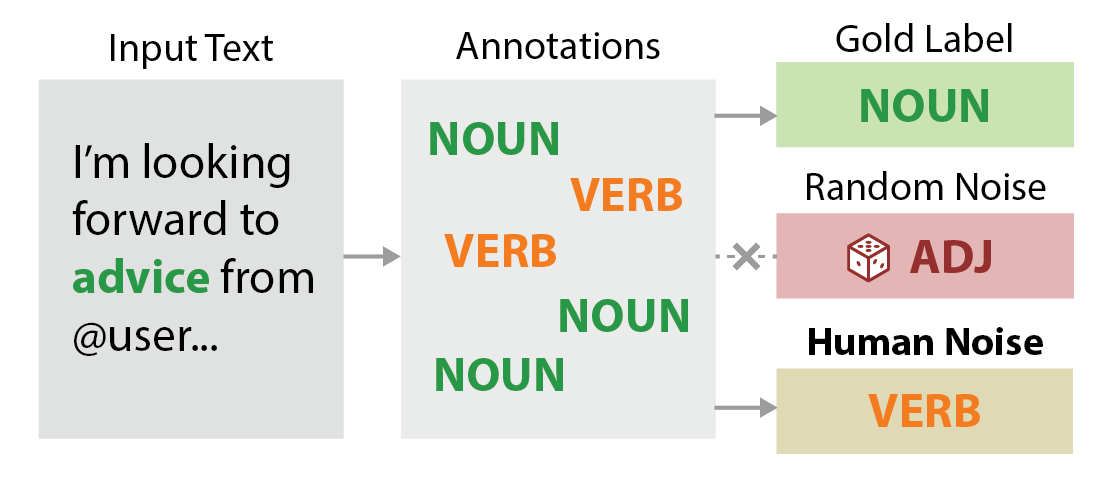 Input Text
I'm looking
forward to
advice from
@user...
Annotations
NOUN
VERB
VERB
NOUN
NOUN
Gold Label
NOUN
Random Noise
ADJ
Human Noise
VERB